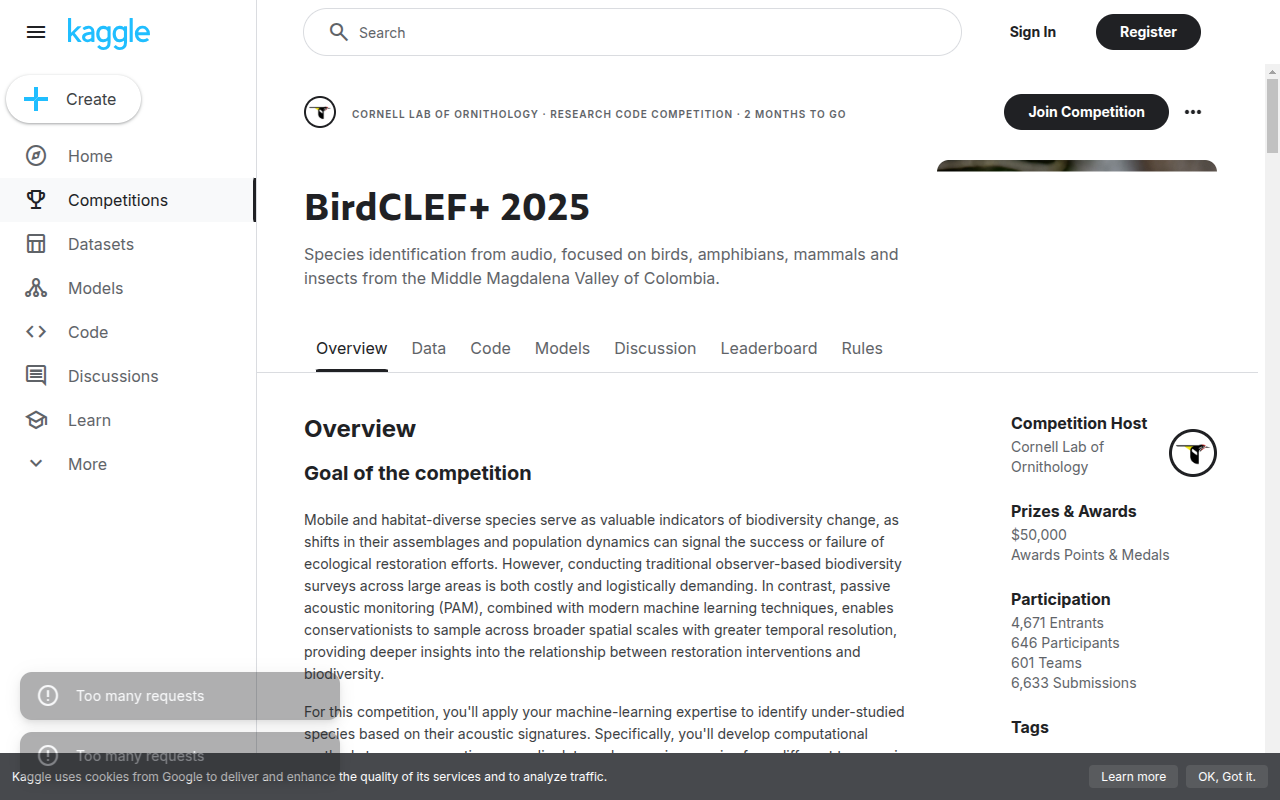 kaggle
Search
Sign In
Register
Create
Home
Competitions
Datasets
Models
Code
Discussions
Learn
More
CORNELL LAB OF ORNITHOLOGY · RESEARCH CODE COMPETITION · 2 MONTHS TO GO
Join Competition
BirdCLEF+ 2025
Species identification from audio, focused on birds, amphibians, mammals and
insects from the Middle Magdalena Valley of Colombia.
Overview
Data
Code
Models
Discussion
Leaderboard
Rules
Overview
Goal of the competition
Mobile and habitat-diverse species serve as valuable indicators of biodiversity change, as
shifts in their assemblages and population dynamics can signal the success or failure of
ecological restoration efforts. However, conducting traditional observer-based biodiversity
surveys across large areas is both costly and logistically demanding. In contrast, passive
acoustic monitoring (PAM), combined with modern machine learning techniques, enables
conservationists to sample across broader spatial scales with greater temporal resolution,
providing deeper insights into the relationship between restoration interventions and
biodiversity.
For this competition, you'll apply your machine-learning expertise to identify under-studied
species based on their acoustic signatures. Specifically, you'll develop computational
Competition Host
Cornell Lab of
Ornithology
Prizes & Awards
$50,000
Awards Points & Medals
Participation
4,671 Entrants
646 Participants
601 Teams
6,633 Submissions
Tags
Too many requests
Too many requests
Kaggle uses cookies from Google to deliver and enhance the quality of its services and to analyze traffic.
Learn more
OK, Got it.